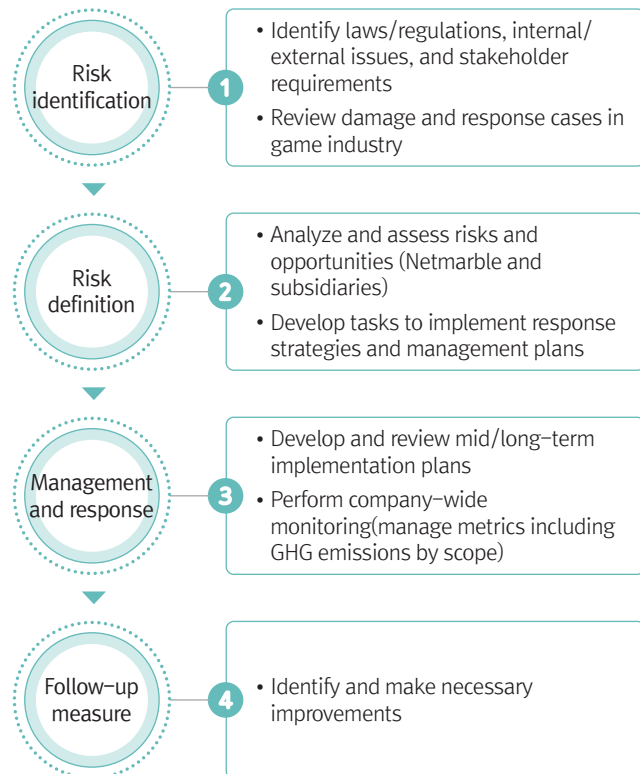 Risk
identification
1
• Identify laws/regulations, internal/
external issues, and stakeholder
requirements
• Review damage and response cases in
game industry
Risk
definition
2
• Analyze and assess risks and
opportunities (Netmarble and
subsidiaries)
• Develop tasks to implement response
strategies and management plans
Management
and response
3
• Develop and review mid/long-term
implementation plans
• Perform company-wide
monitoring(manage metrics including
GHG emissions by scope)
Follow-up
measure
4
• Identify and make necessary
improvements